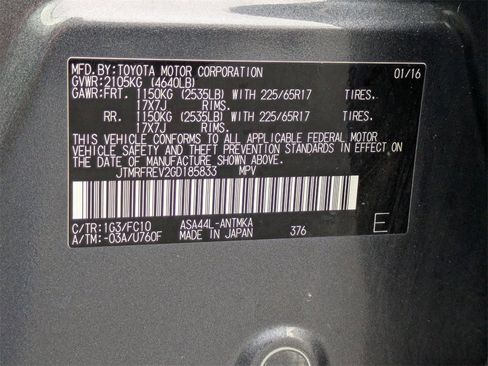 MFD.BY:TOYOTA MOTOR CORPORATION 01/16
GVWR:2105KG (4640LB)
GAWR:FRT. 1150KG (2535LB) WITH 225/65R17 TIRES,
17X7J RIMS.
RR. 1150KG (2535LB) WITH 225/65R17 TIRES,
17X7J RIMS.
THIS VEHICLE CONFORMS TO ALL APPLICABLE FEDERAL MOTOR
VEHICLE SAFETY AND THEFT PREVENTION STANDARDS IN EFFECT ON
THE DATE OF MANUFACTURE SHOWN ABOVE.
JTMRFREV2GD185833 MPV
C/TR:1G3/FC10 ASA44L-ANTMKA
A/TM:-03A/U760F MADE IN JAPAN 376 E